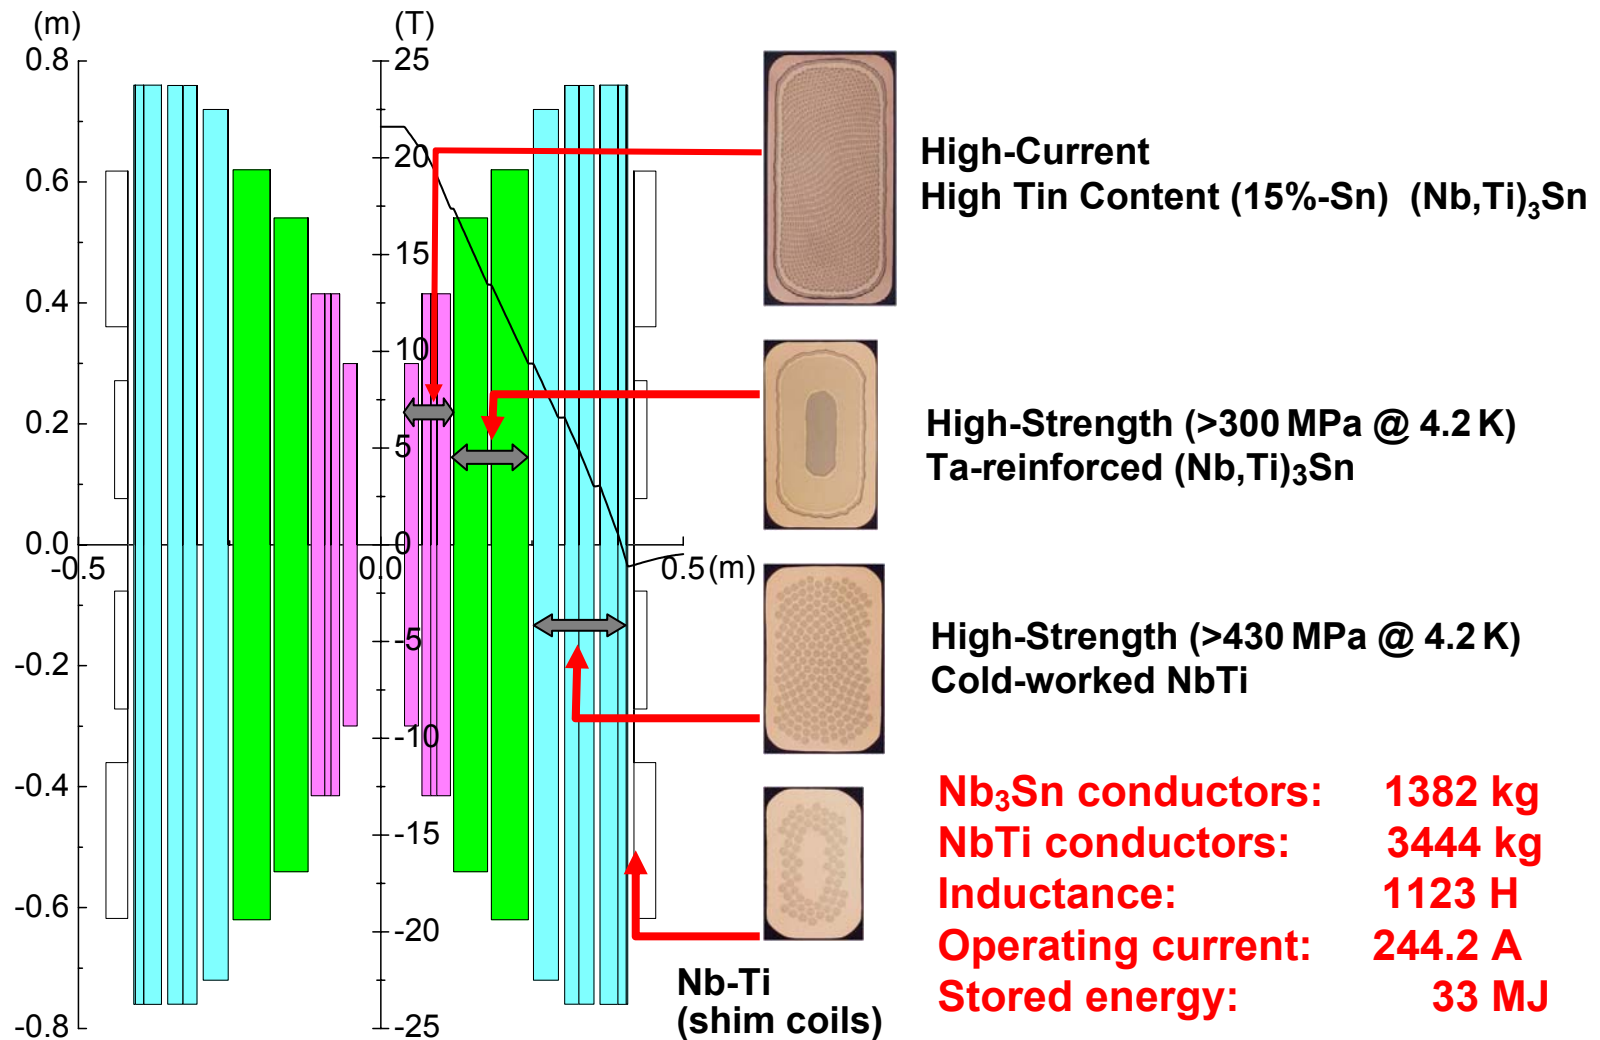 (m)
(T)
0.8
0.6
0.4
0.2
0.0
-0.2
-0.4
-0.6
-0.8
25
20
15
10
5
0
-5
-10
-15
-20
-25
-0.5
0.0
0.5 (m)
High-Current
High Tin Content (15%-Sn) (Nb,Ti)₃Sn
High-Strength (>300 MPa @ 4.2 K)
Ta-reinforced (Nb,Ti)₃Sn
High-Strength (>430 MPa @ 4.2 K)
Cold-worked NbTi
Nb-Ti
(shim coils)
Nb₃Sn conductors: 1382 kg
NbTi conductors: 3444 kg
Inductance: 1123 H
Operating current: 244.2 A
Stored energy: 33 MJ